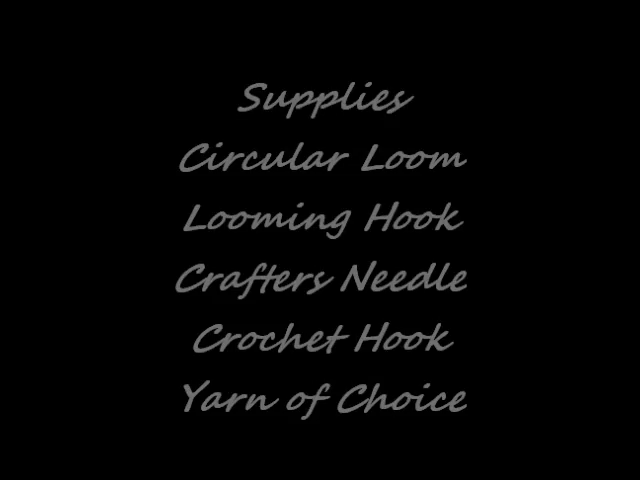 Supplies
Circular Loom
Looming Hook
Crafters Needle
Crochet Hook
Yarn of Choice